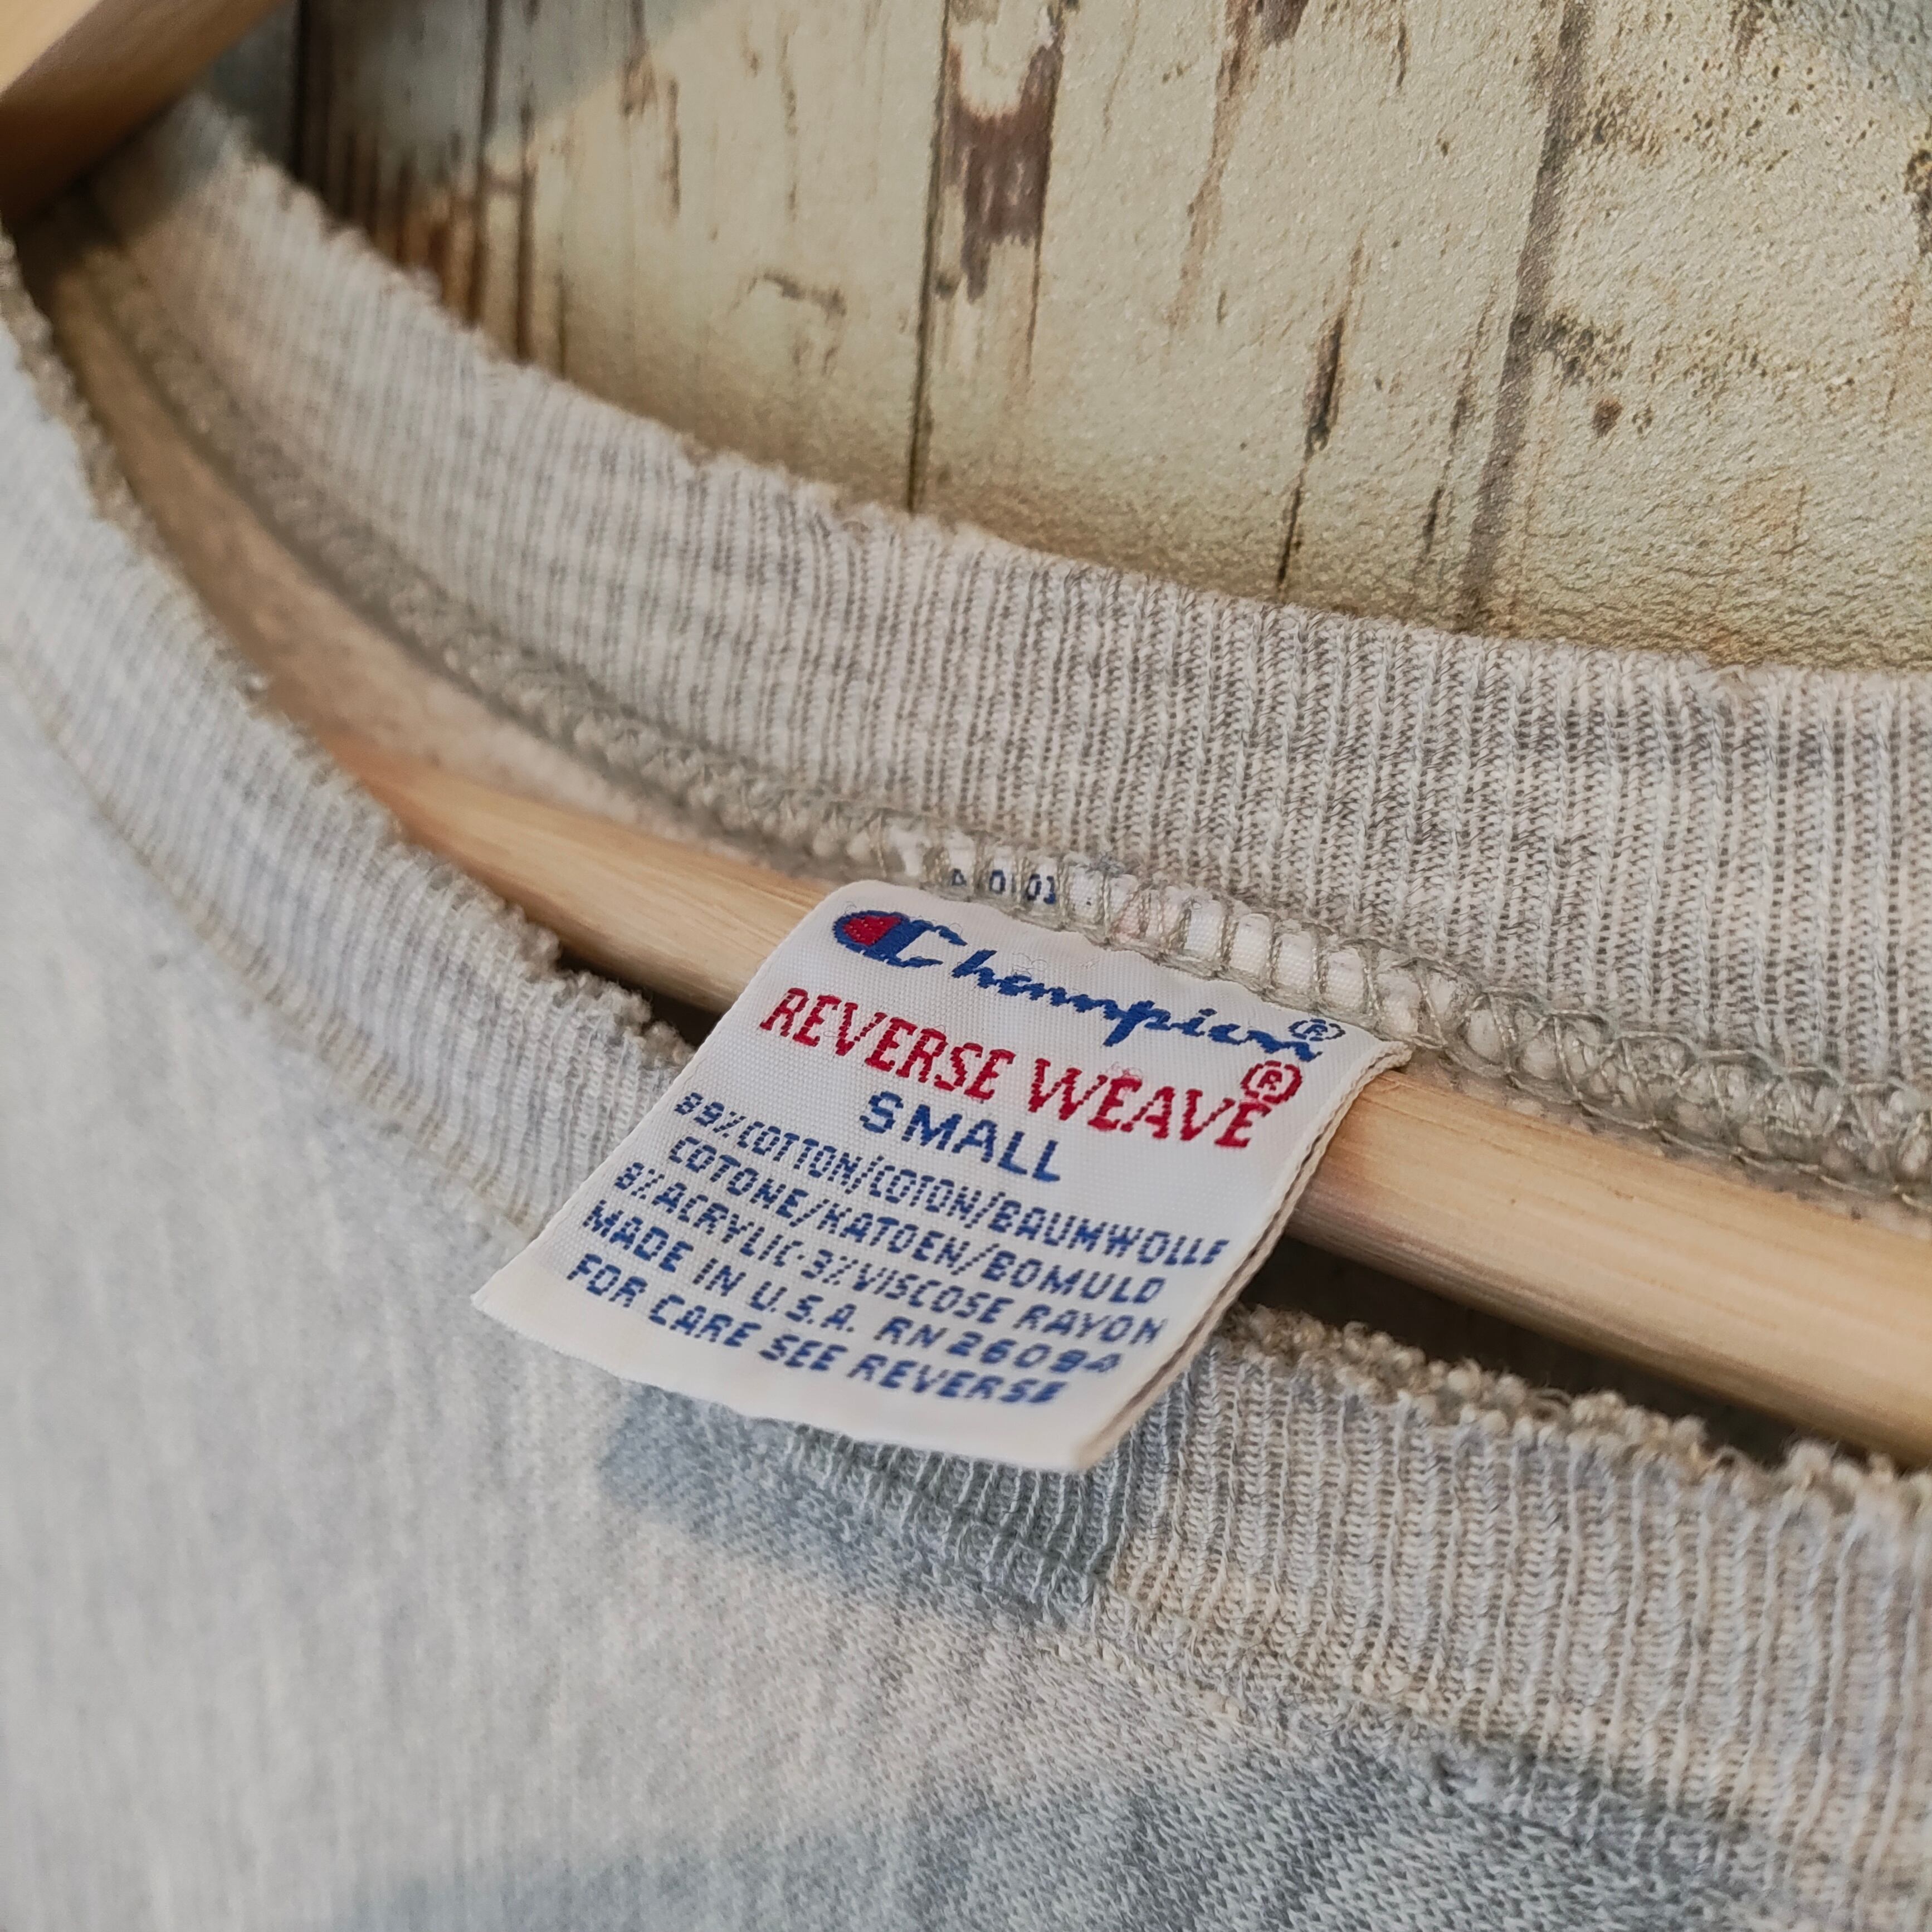 Champion®
REVERSE WEAVE®
SMALL
89%COTTON/COTON/BAUMWOLLE
COTONE/KATOEN/BOMULD
8%ACRYLIC·3%VISCOSE RAYON
MADE IN U.S.A. RN 26094
FOR CARE SEE REVERSE